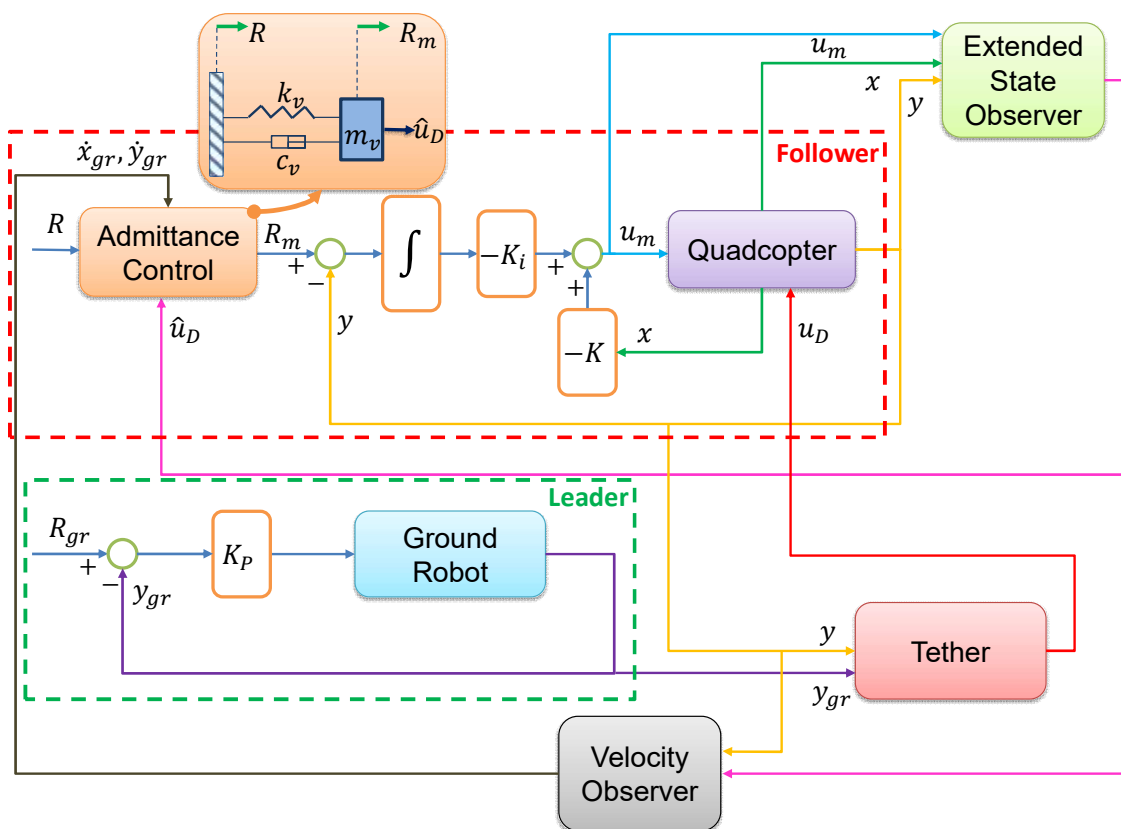 R
R_m
k_v
m_v
û_D
c_v
u_m
x
y
Extended
State
Observer
Follower
ẋ_gr, ẏ_gr
R
Admittance
Control
R_m
+
−
∫
−K_i
+
+
u_m
Quadcopter
û_D
y
−K
x
u_D
Leader
R_gr
+
−
y_gr
K_P
Ground
Robot
y
y_gr
Tether
Velocity
Observer